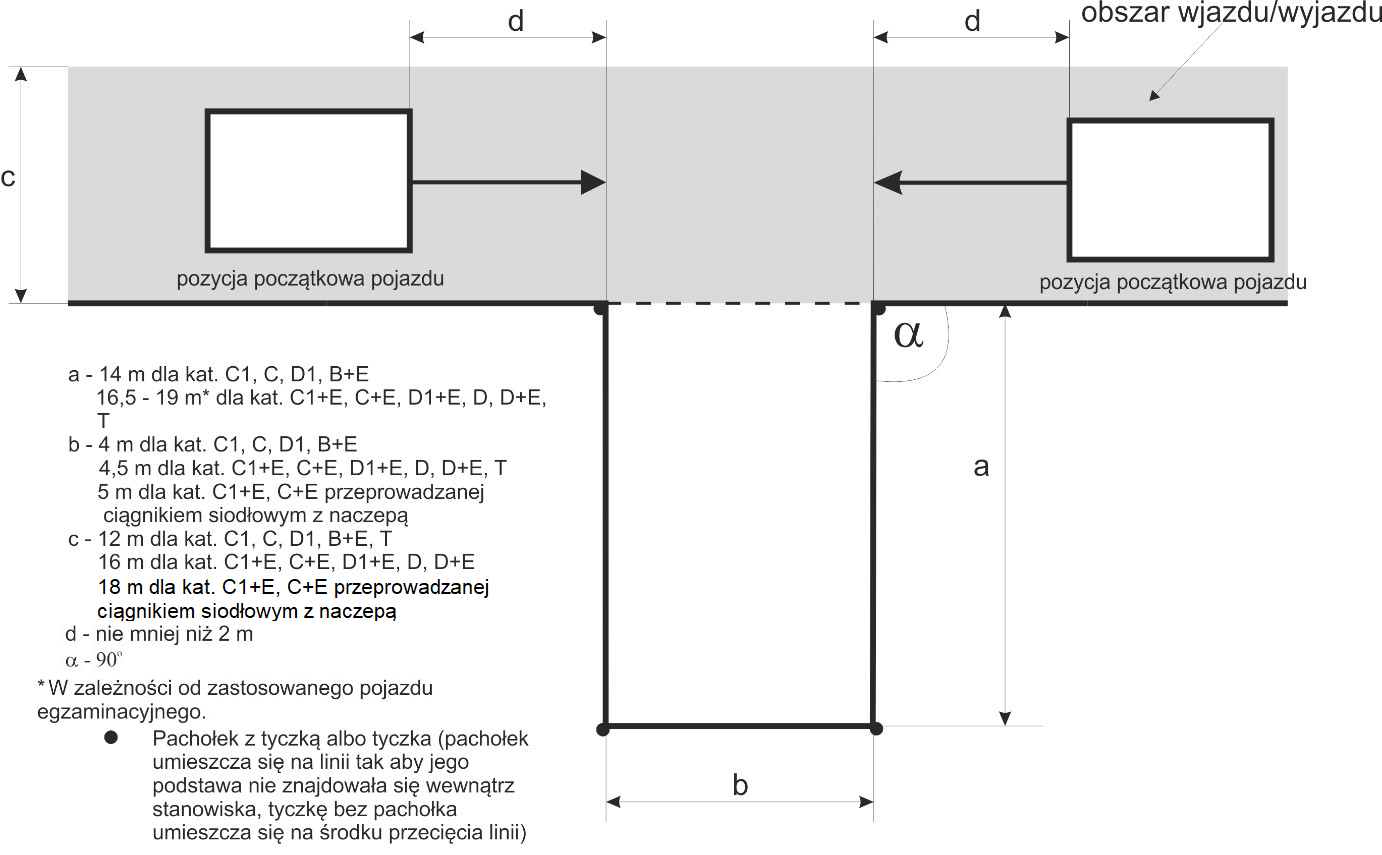 obszar wjazdu/wyjazdu
d
d
c
pozycja początkowa pojazdu
pozycja początkowa pojazdu
α
a - 14 m dla kat. C1, C, D1, B+E
16,5 - 19 m* dla kat. C1+E, C+E, D1+E, D, D+E,
T
b - 4 m dla kat. C1, C, D1, B+E
4,5 m dla kat. C1+E, C+E, D1+E, D, D+E, T
5 m dla kat. C1+E, C+E przeprowadzanej
ciągnikiem siodłowym z naczepą
c - 12 m dla kat. C1, C, D1, B+E, T
16 m dla kat. C1+E, C+E, D1+E, D, D+E
18 m dla kat. C1+E, C+E przeprowadzanej
ciągnikiem siodłowym z naczepą
d - nie mniej niż 2 m
α - 90°
*W zależności od zastosowanego pojazdu
egzaminacyjnego.
● Pachołek z tyczką albo tyczka (pachołek
umieszcza się na linii tak aby jego
podstawa nie znajdowała się wewnątrz
stanowiska, tyczkę bez pachołka
umieszcza się na środku przecięcia linii)
a
b